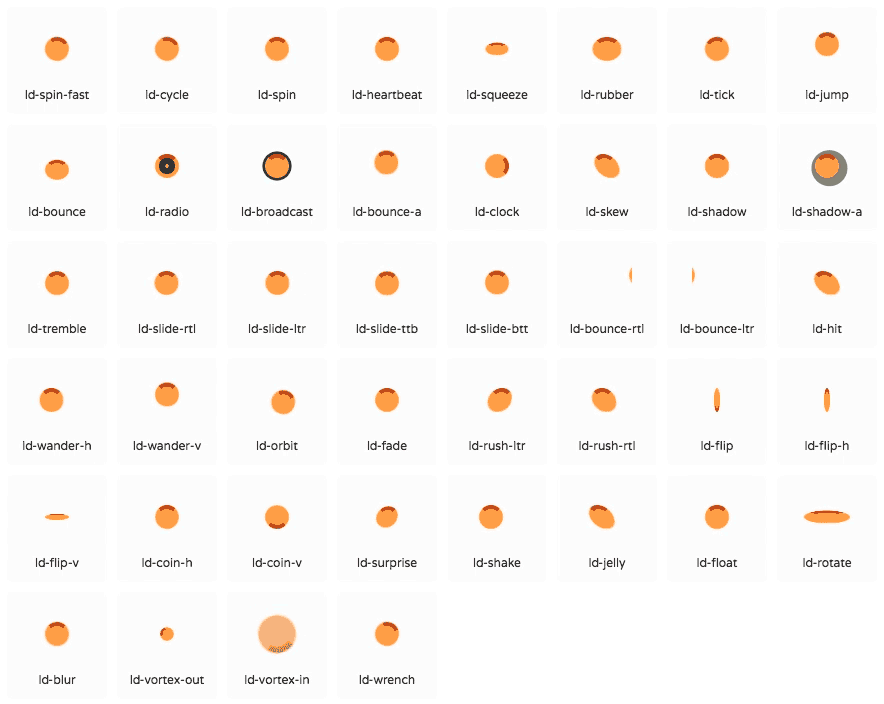 ld-spin-fast ld-cycle ld-spin ld-heartbeat ld-squeeze ld-rubber ld-tick ld-jump
ld-bounce ld-radio ld-broadcast ld-bounce-a ld-clock ld-skew ld-shadow ld-shadow-a
ld-tremble ld-slide-rtl ld-slide-ltr ld-slide-ttb ld-slide-btt ld-bounce-rtl ld-bounce-ltr ld-hit
ld-wander-h ld-wander-v ld-orbit ld-fade ld-rush-ltr ld-rush-rtl ld-flip ld-flip-h
ld-flip-v ld-coin-h ld-coin-v ld-surprise ld-shake ld-jelly ld-float ld-rotate
ld-blur ld-vortex-out ld-vortex-in ld-wrench